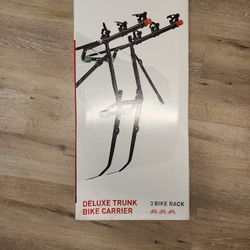 DELUXE TRUNK
BIKE CARRIER
3 BIKE RACK